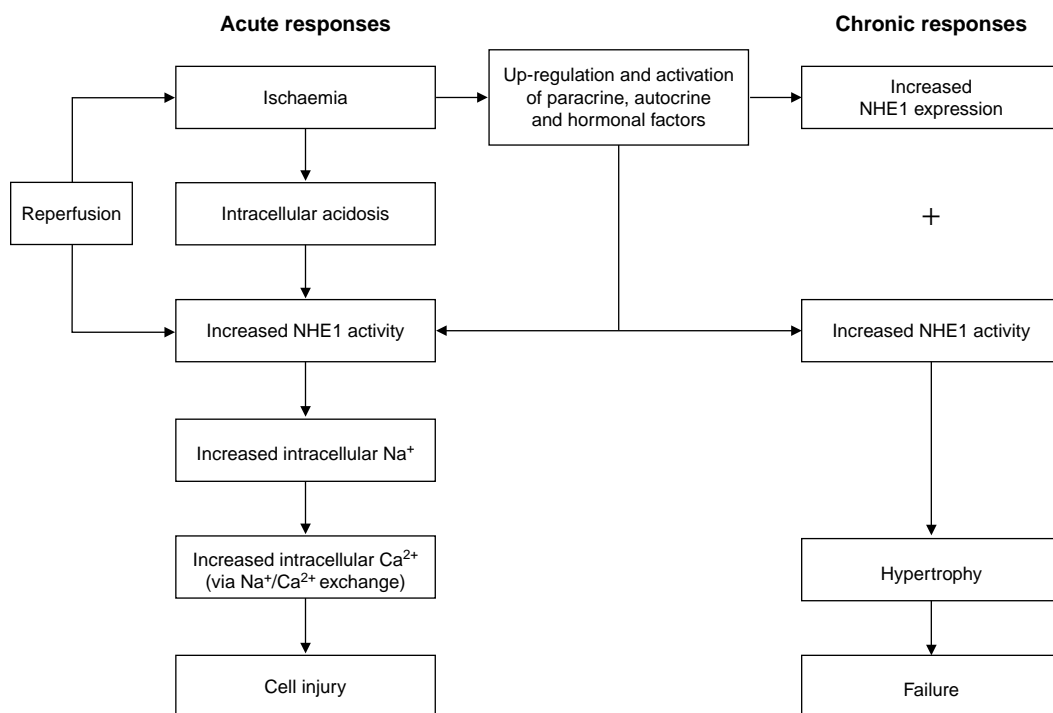 Acute responses
Chronic responses
Ischaemia
Up-regulation and activation
of paracrine, autocrine
and hormonal factors
Increased
NHE1 expression
Reperfusion
Intracellular acidosis
+
Increased NHE1 activity
Increased NHE1 activity
Increased intracellular Na⁺
Increased intracellular Ca²⁺
(via Na⁺/Ca²⁺ exchange)
Hypertrophy
Cell injury
Failure